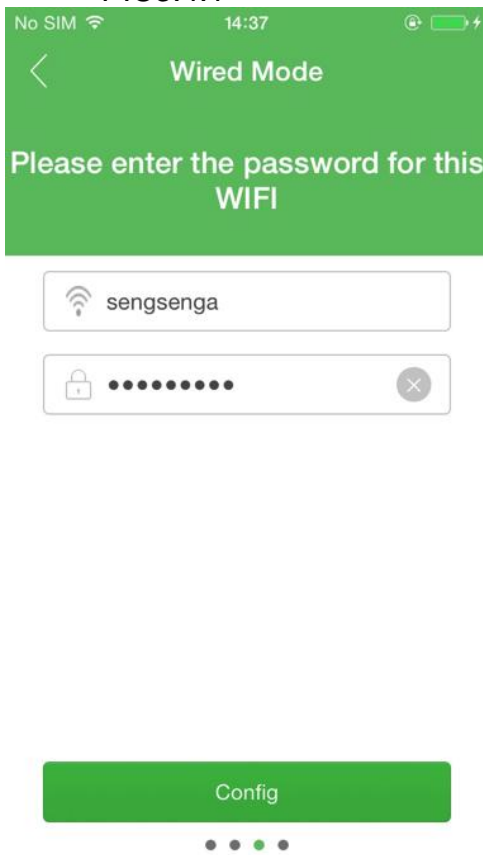 No SIM 14:37
Wired Mode
Please enter the password for this
WIFI
sengsenga
•••••••••
Config